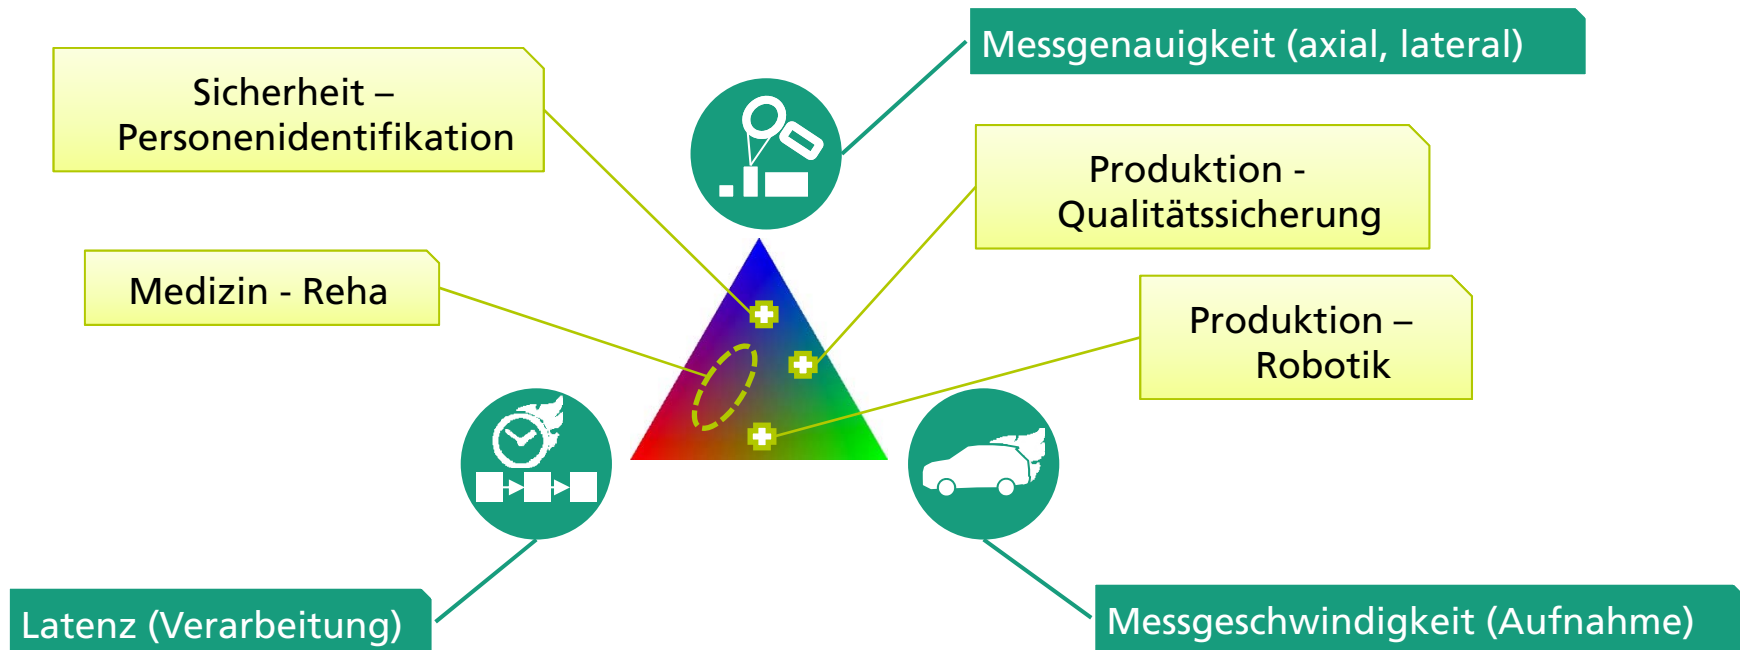 Messgenauigkeit (axial, lateral)
Sicherheit –
Personenidentifikation
Produktion -
Qualitätssicherung
Medizin - Reha
Produktion –
Robotik
Latenz (Verarbeitung)
Messgeschwindigkeit (Aufnahme)